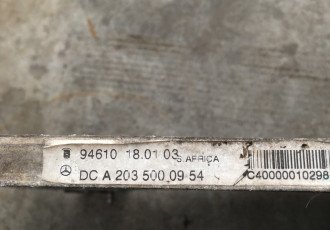 94610 18.01 03 S. AFRICA
DC A 203 500 09 54
C40000010298